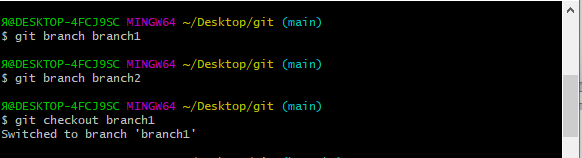 Я@DESKTOP-4FCJ9SC MINGW64 ~/Desktop/git (main)
$ git branch branch1
Я@DESKTOP-4FCJ9SC MINGW64 ~/Desktop/git (main)
$ git branch branch2
Я@DESKTOP-4FCJ9SC MINGW64 ~/Desktop/git (main)
$ git checkout branch1
Switched to branch 'branch1'